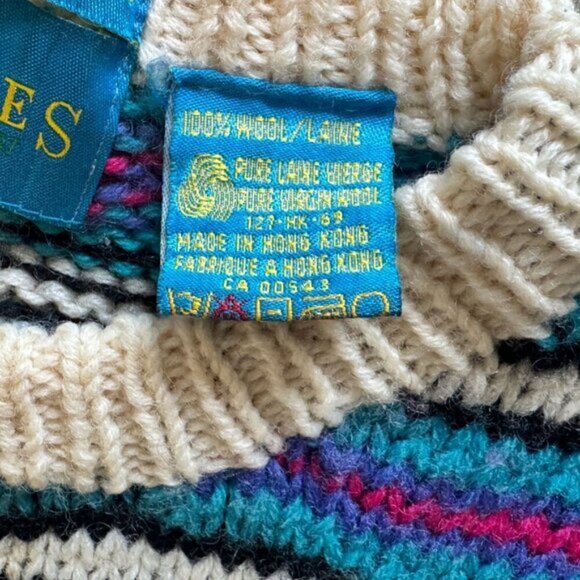 ES
100% WOOL/LAINE
PURE LAINE VIERGE
PURE VIRGIN WOOL
127-HK-69
MADE IN HONG KONG
FABRIQUE A HONG KONG
CA 00543